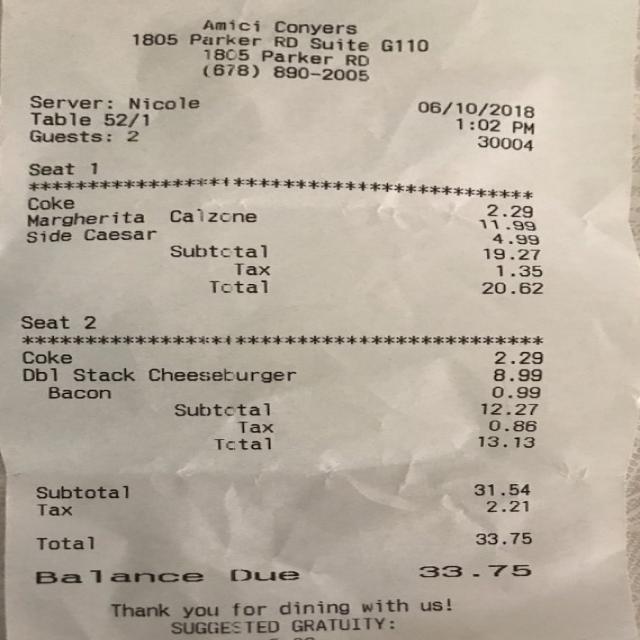 Amici Conyers
1805 Parker RD Suite G110
1805 Parker RD
(678) 890-2005
Server: Nicole 06/10/2018
Table 52/1 1:02 PM
Guests: 2 30004
Seat 1
****************************************
Coke 2.29
Margherita Calzone 11.99
Side Caesar 4.99
Subtotal 19.27
Tax 1.35
Total 20.62
Seat 2
****************************************
Coke 2.29
Dbl Stack Cheeseburger 8.99
Bacon 0.99
Subtotal 12.27
Tax 0.86
Total 13.13
Subtotal 31.54
Tax 2.21
Total 33.75
Balance Due 33.75
Thank you for dining with us!
SUGGESTED GRATUITY: